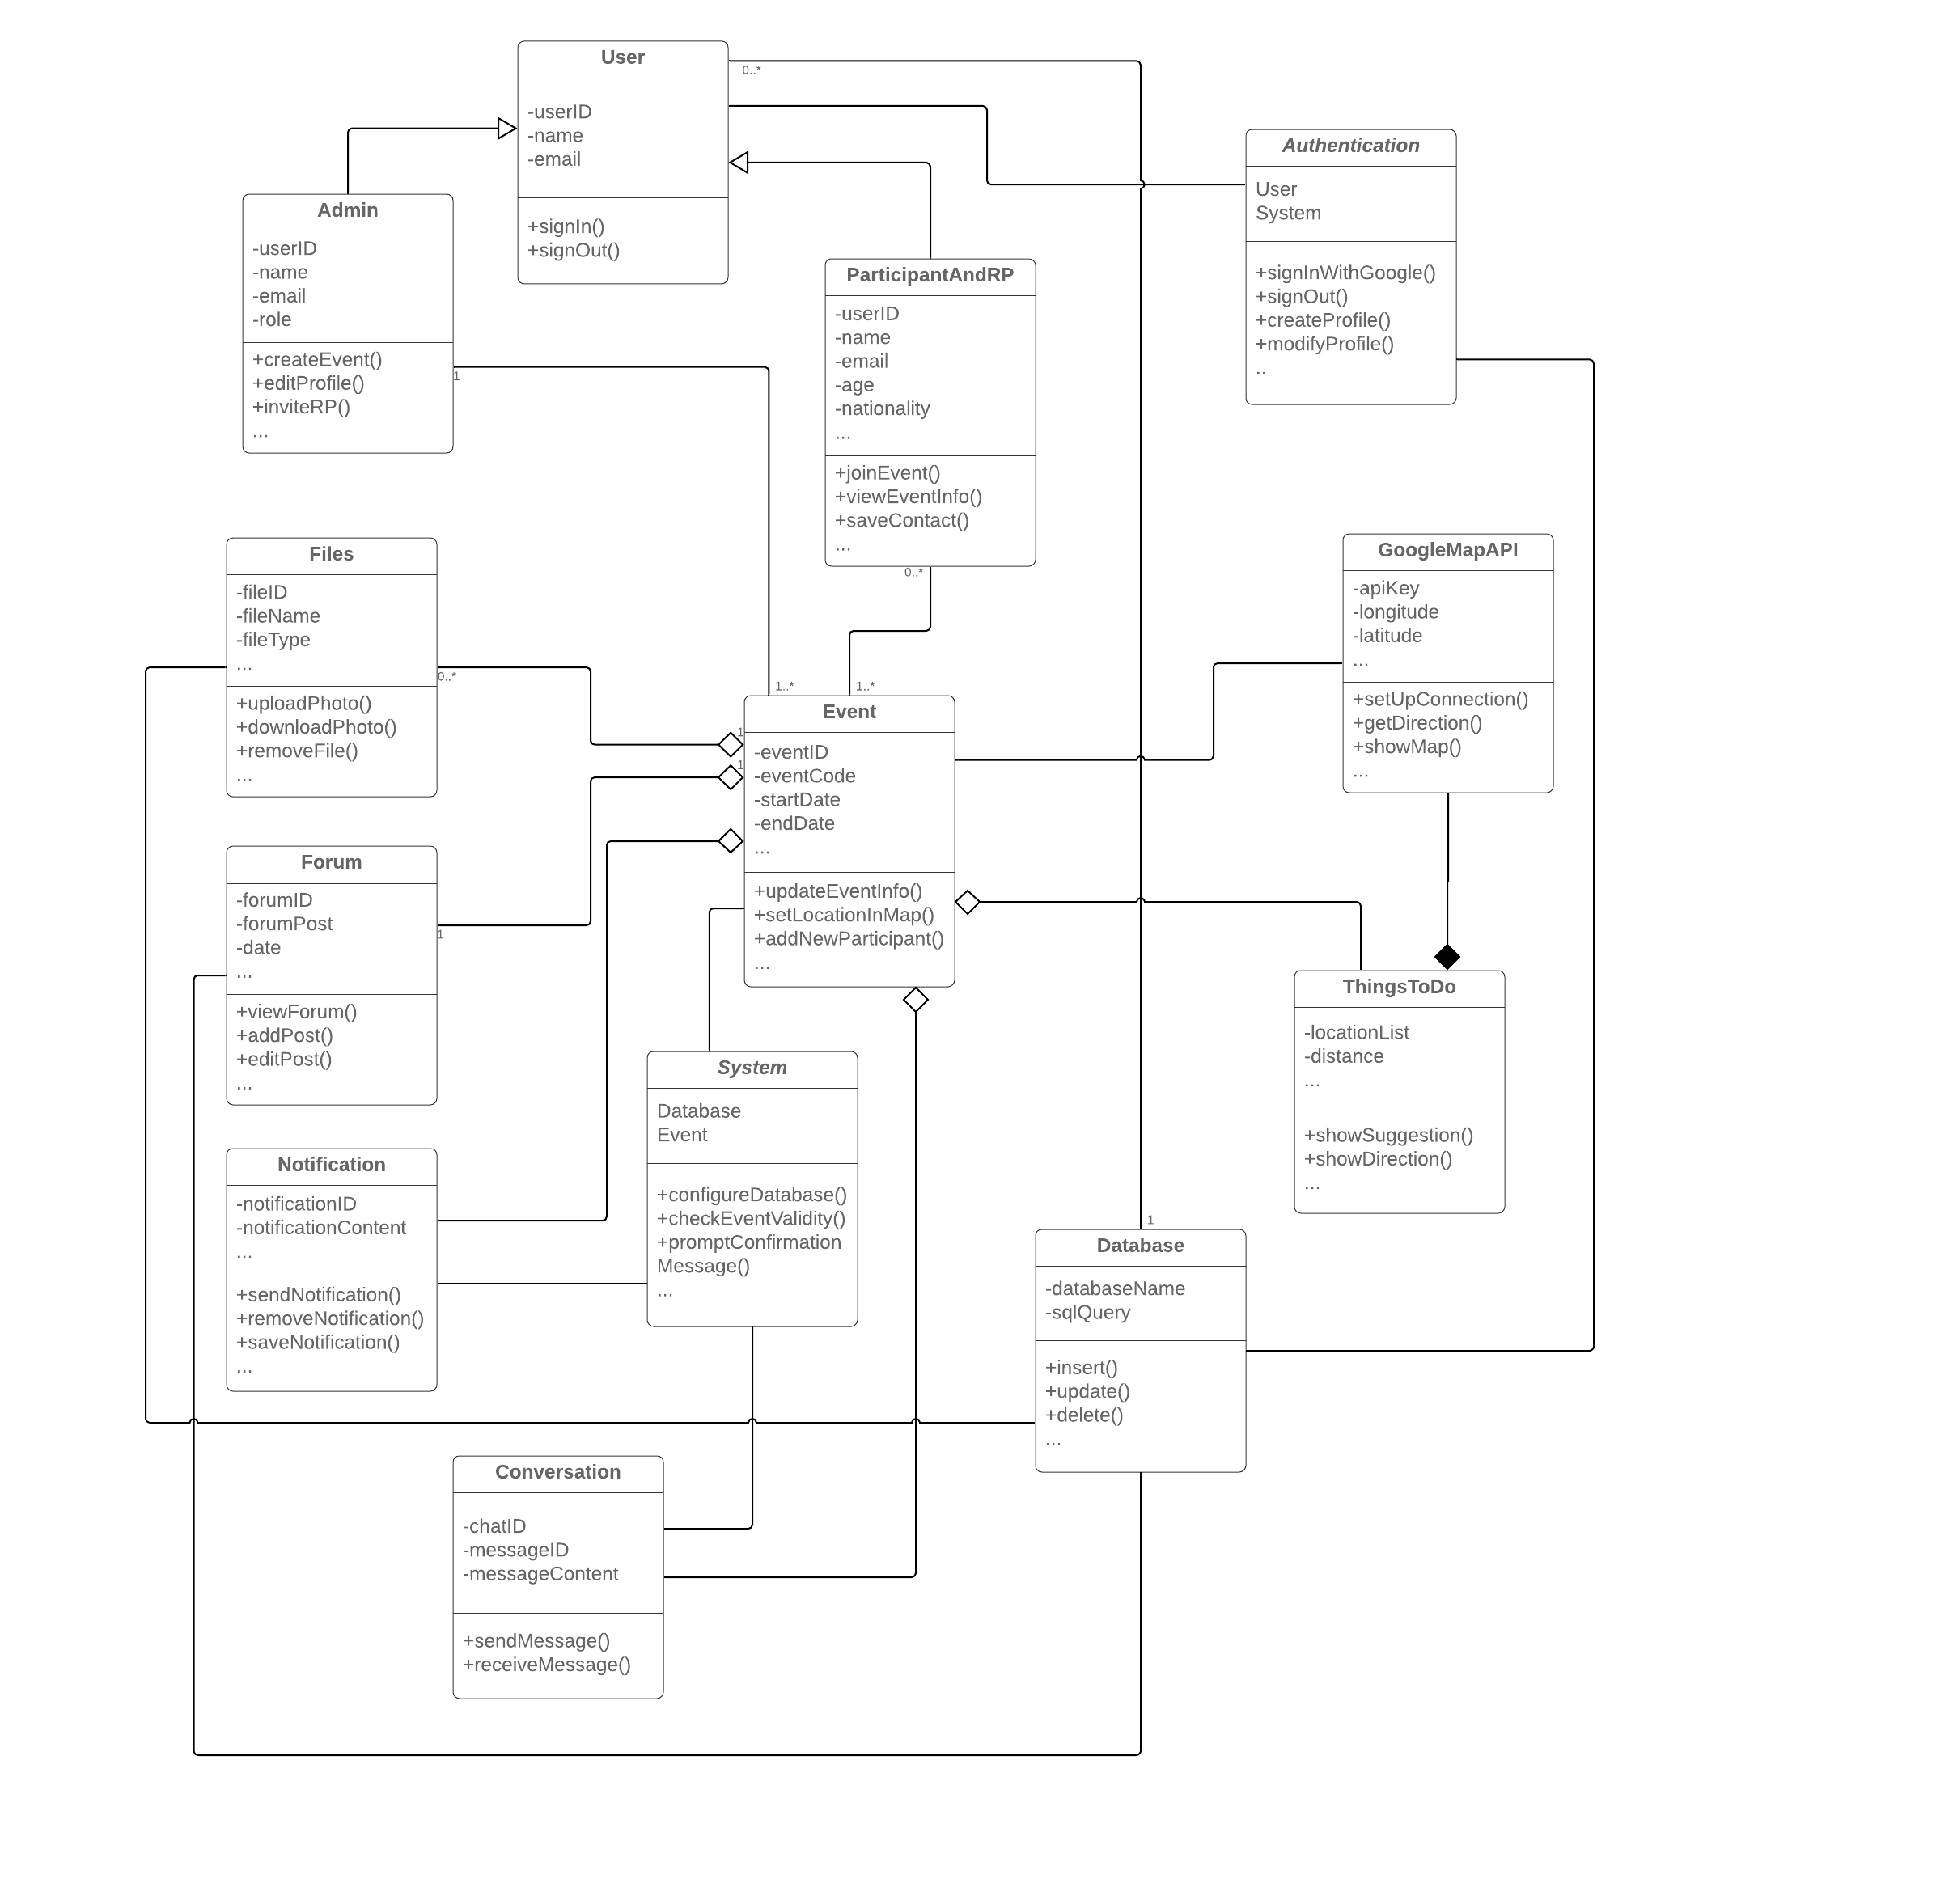 User
-userID
-name
-email
+signIn()
+signOut()
0..*
Authentication
User
System
+signInWithGoogle()
+signOut()
+createProfile()
+modifyProfile()
..
Admin
-userID
-name
-email
-role
+createEvent()
+editProfile()
+inviteRP()
...
1
ParticipantAndRP
-userID
-name
-email
-age
-nationality
...
+joinEvent()
+viewEventInfo()
+saveContact()
...
0..*
Files
-fileID
-fileName
-fileType
...
+uploadPhoto()
+downloadPhoto()
+removeFile()
...
0..*
GoogleMapAPI
-apiKey
-longitude
-latitude
...
+setUpConnection()
+getDirection()
+showMap()
...
1..*
1..*
1
1
Event
-eventID
-eventCode
-startDate
-endDate
...
+updateEventInfo()
+setLocationInMap()
+addNewParticipant()
...
Forum
-forumID
-forumPost
-date
...
+viewForum()
+addPost()
+editPost()
...
1
ThingsToDo
-locationList
-distance
...
+showSuggestion()
+showDirection()
...
System
Database
Event
+configureDatabase()
+checkEventValidity()
+promptConfirmation
Message()
...
Notification
-notificationID
-notificationContent
...
+sendNotification()
+removeNotification()
+saveNotification()
...
1
Database
-databaseName
-sqlQuery
+insert()
+update()
+delete()
...
Conversation
-chatID
-messageID
-messageContent
+sendMessage()
+receiveMessage()